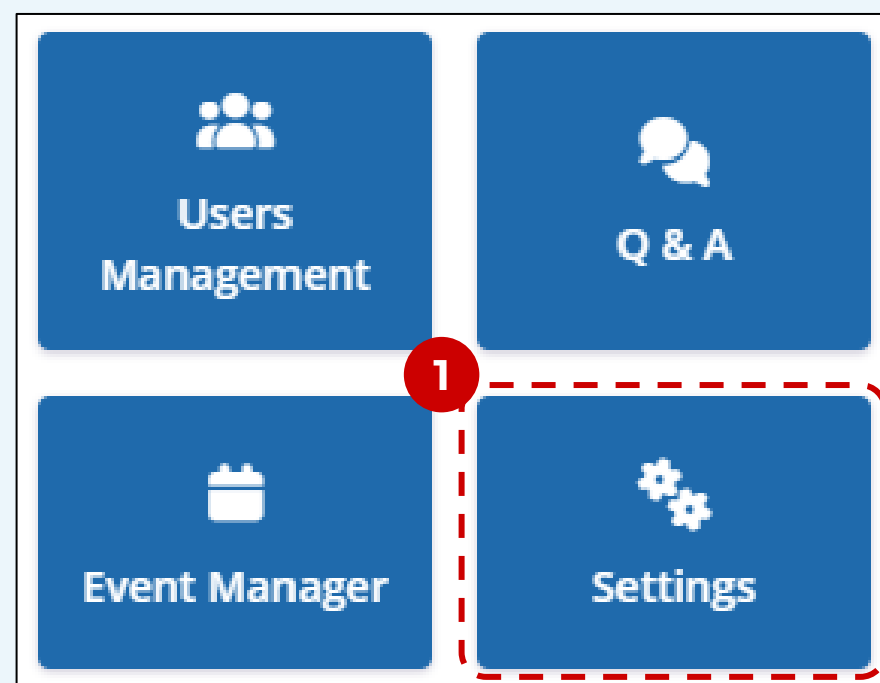 Users
Management
Q & A
1
Event Manager
Settings